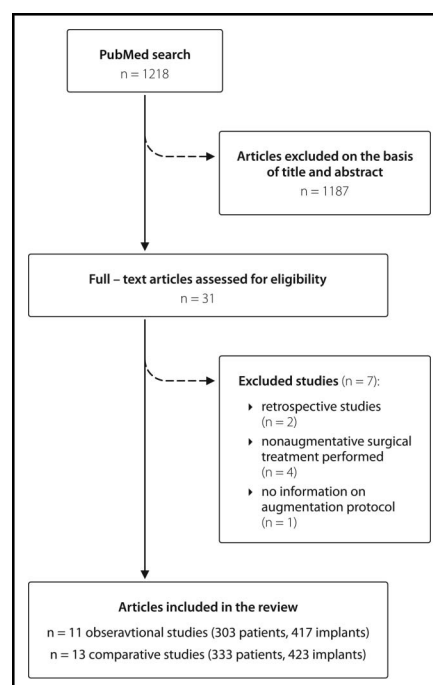 PubMed search
n = 1218
Articles excluded on the basis
of title and abstract
n = 1187
Full – text articles assessed for eligibility
n = 31
Excluded studies (n = 7):
‣ retrospective studies
(n = 2)
‣ nonaugmentative surgical
treatment performed
(n = 4)
‣ no information on
augmentation protocol
(n = 1)
Articles included in the review
n = 11 obseravtional studies (303 patients, 417 implants)
n = 13 comparative studies (333 patients, 423 implants)